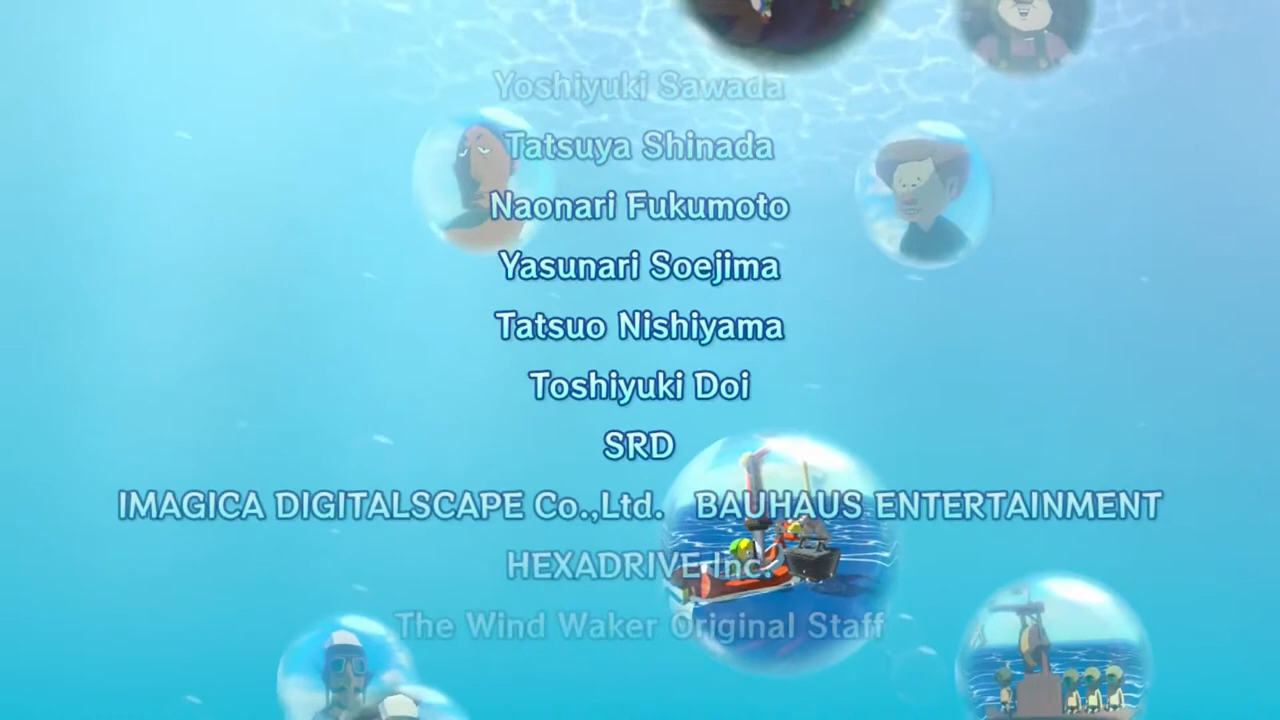 Yoshiyuki Sawada
Tatsuya Shinada
Naonari Fukumoto
Yasunari Soejima
Tatsuo Nishiyama
Toshiyuki Doi
SRD
IMAGICA DIGITALSCAPE Co.,Ltd. BAUHAUS ENTERTAINMENT
HEXADRIVE Inc.
The Wind Waker Original Staff